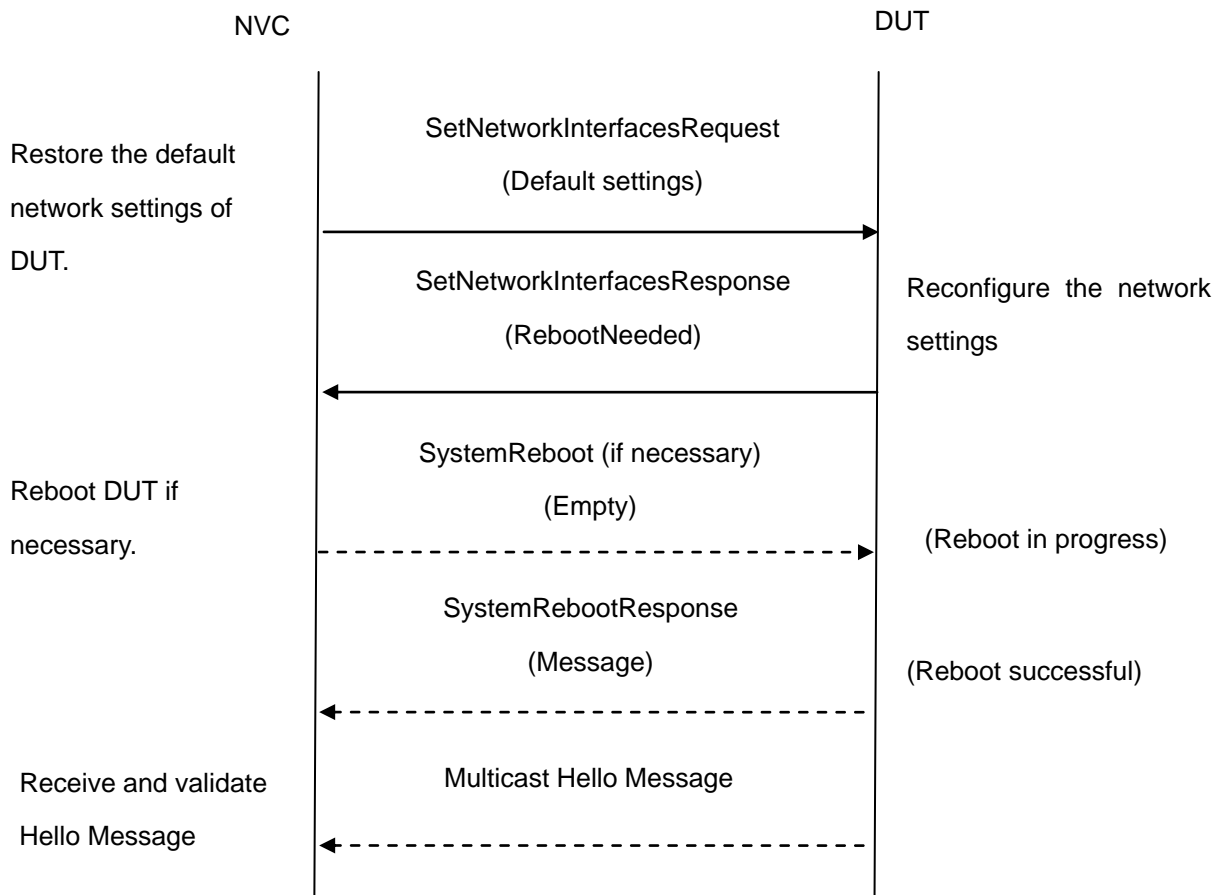 NVC
DUT
SetNetworkInterfacesRequest
(Default settings)
Restore the default
network settings of
DUT.
SetNetworkInterfacesResponse
(RebootNeeded)
Reconfigure the network
settings
SystemReboot (if necessary)
(Empty)
Reboot DUT if
necessary.
(Reboot in progress)
SystemRebootResponse
(Message)
(Reboot successful)
Multicast Hello Message
Receive and validate
Hello Message